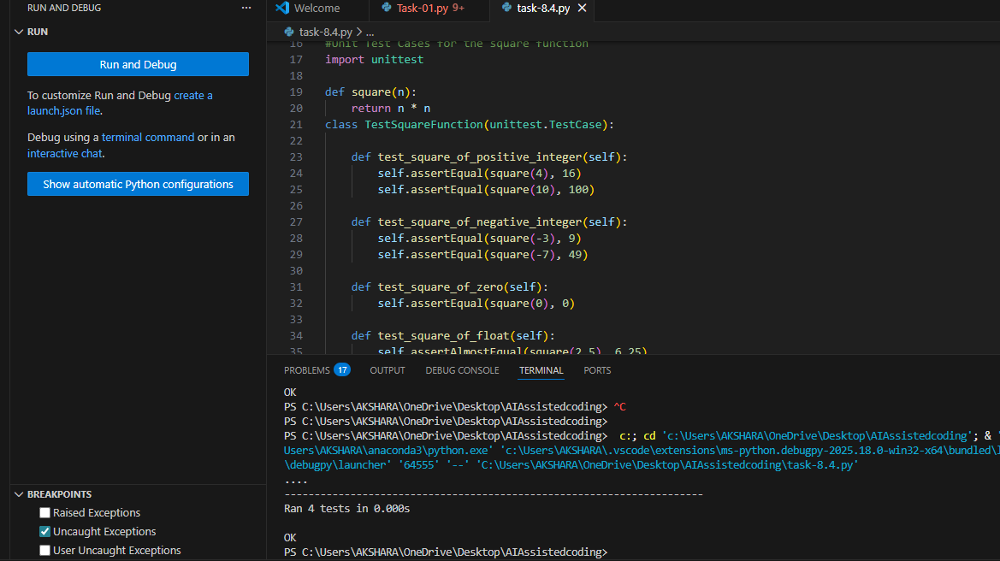 RUN AND DEBUG
...
RUN
Run and Debug
To customize Run and Debug create a
launch.json file.
Debug using a terminal command or in an
interactive chat.
Show automatic Python configurations
BREAKPOINTS
Raised Exceptions
Uncaught Exceptions
User Uncaught Exceptions
Welcome
Task-01.py 9+
task-8.4.py
task-8.4.py > ...
16 #Unit Test Cases for the square function
17 import unittest
18
19 def square(n):
20 return n * n
21 class TestSquareFunction(unittest.TestCase):
22
23 def test_square_of_positive_integer(self):
24 self.assertEqual(square(4), 16)
25 self.assertEqual(square(10), 100)
26
27 def test_square_of_negative_integer(self):
28 self.assertEqual(square(-3), 9)
29 self.assertEqual(square(-7), 49)
30
31 def test_square_of_zero(self):
32 self.assertEqual(square(0), 0)
33
34 def test_square_of_float(self):
35 self.assertAlmostEqual(square(2.5), 6.25)
PROBLEMS 17 OUTPUT DEBUG CONSOLE TERMINAL PORTS
OK
PS C:\Users\AKSHARA\OneDrive\Desktop\AIAssistedcoding> ^C
PS C:\Users\AKSHARA\OneDrive\Desktop\AIAssistedcoding>
PS C:\Users\AKSHARA\OneDrive\Desktop\AIAssistedcoding> c:; cd 'c:\Users\AKSHARA\OneDrive\Desktop\AIAssistedcoding'; &
Users\AKSHARA\anaconda3\python.exe' 'c:\Users\AKSHARA\.vscode\extensions\ms-python.debugpy-2025.18.0-win32-x64\bundled\
\debugpy\launcher' '64555' '--' 'C:\Users\AKSHARA\OneDrive\Desktop\AIAssistedcoding\task-8.4.py'
....
----------------------------------------------------------------------
Ran 4 tests in 0.000s
OK
PS C:\Users\AKSHARA\OneDrive\Desktop\AIAssistedcoding>